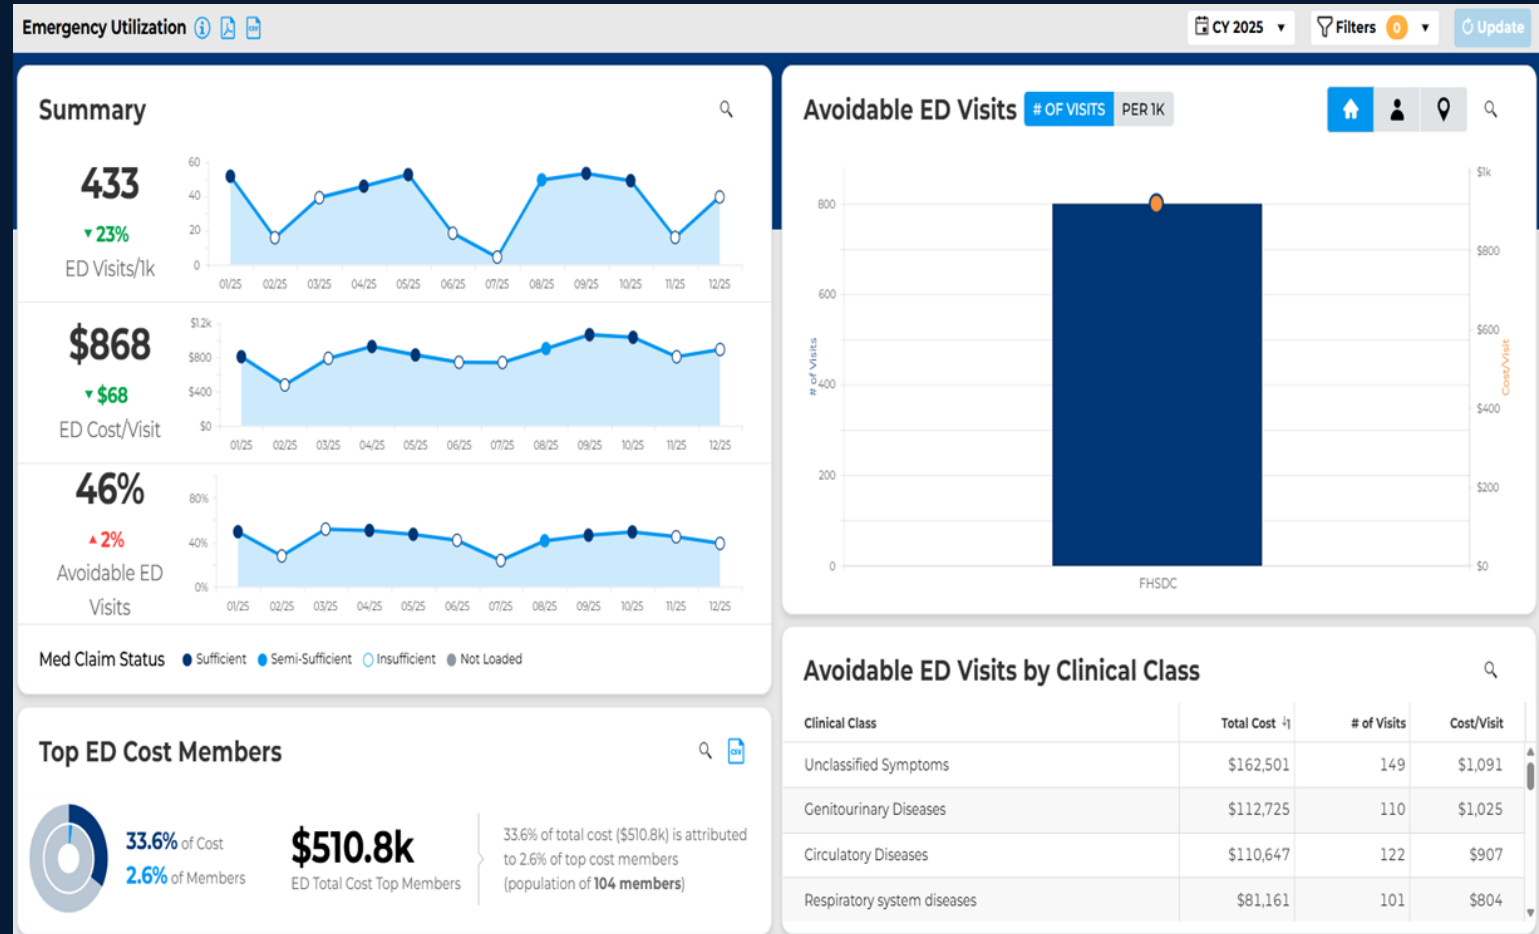 Emergency Utilization
CSV
CY 2025
Filters 0
Update
Summary
433
23%
ED Visits/1k
60
40
20
0
01/25 02/25 03/25 04/25 05/25 06/25 07/25 08/25 09/25 10/25 11/25 12/25
$868
$68
ED Cost/Visit
$1.2k
$800
$400
$0
01/25 02/25 03/25 04/25 05/25 06/25 07/25 08/25 09/25 10/25 11/25 12/25
46%
2%
Avoidable ED
Visits
80%
40%
0%
01/25 02/25 03/25 04/25 05/25 06/25 07/25 08/25 09/25 10/25 11/25 12/25
Med Claim Status Sufficient Semi-Sufficient Insufficient Not Loaded
Top ED Cost Members
CSV
33.6% of Cost
2.6% of Members
$510.8k
ED Total Cost Top Members
33.6% of total cost ($510.8k) is attributed
to 2.6% of top cost members
(population of 104 members)
Avoidable ED Visits # OF VISITS PER 1K
# of Visits
800
600
400
200
0
$1k
$800
$600
$400
$200
$0
Cost/Visit
FHSDC
Avoidable ED Visits by Clinical Class
Clinical Class Total Cost 1 # of Visits Cost/Visit
Unclassified Symptoms $162,501 149 $1,091
Genitourinary Diseases $112,725 110 $1,025
Circulatory Diseases $110,647 122 $907
Respiratory system diseases $81,161 101 $804